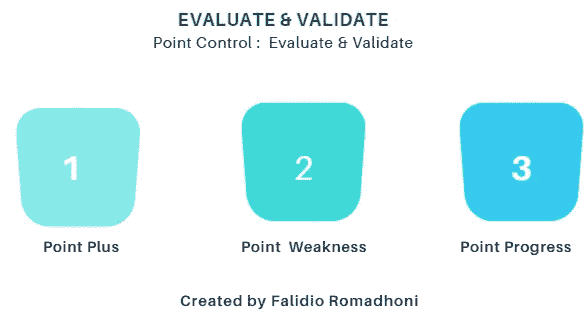 EVALUATE & VALIDATE
Point Control : Evaluate & Validate
1
2
3
Point Plus
Point Weakness
Point Progress
Created by Falidio Romadhoni